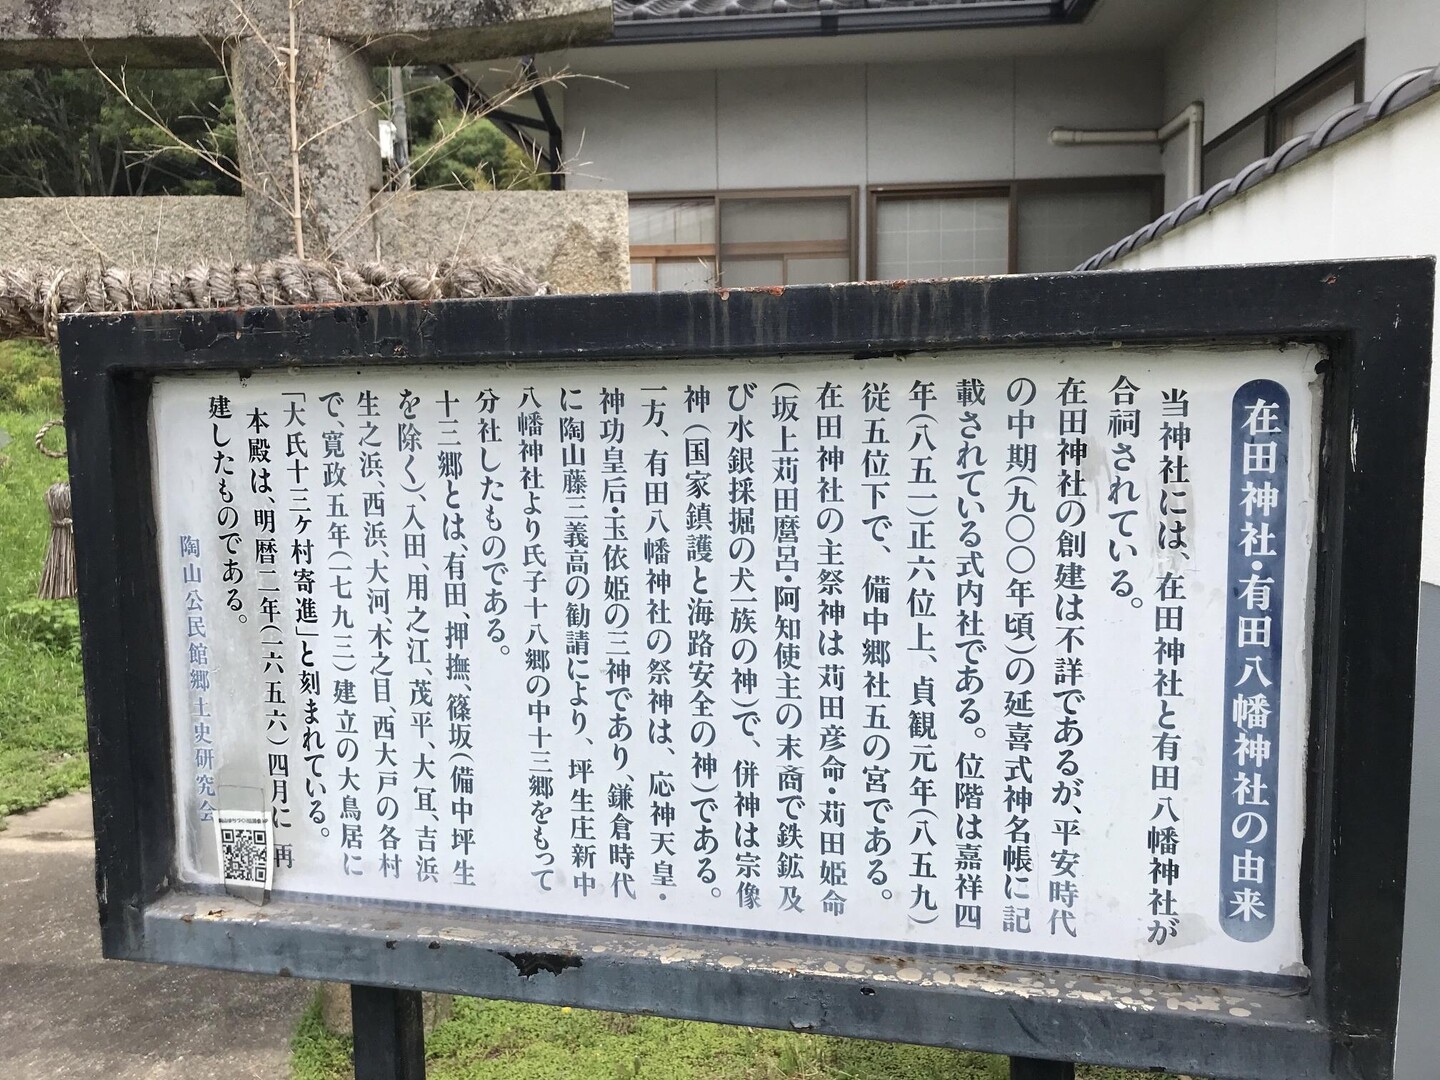 在田神社・有田八幡神社の由来
当神社には、在田神社と有田八幡神社が
合祠されている。
在田神社の創建は不詳であるが、平安時代
の中期(九〇〇年頃)の延喜式神名帳に記
載されている式内社である。位階は嘉祥四
年(八五一)正六位上、貞観元年(八五九)
従五位下で、備中郷社五の宮である。
在田神社の主祭神は苅田彦命・苅田姫命
(坂上苅田麿呂・阿知使主の末裔で鉄鉱及
び水銀採掘の犬一族の神)で、併神は宗像
神(国家鎮護と海路安全の神)である。
一方、有田八幡神社の祭神は、応神天皇・
神功皇后・玉依姫の三神であり、鎌倉時代
に陶山藤三義高の勧請により、坪生庄新中
八幡神社より氏子十八郷の中十三郷をもって
分社したものである。
十三郷とは、有田、押撫、篠坂(備中坪生
を除く)、入田、用之江、茂平、大冝、吉浜
生之浜、西浜、大河、木之目、西大戸の各村
で、寛政五年(一七九三)建立の大鳥居に
「大氏十三ヶ村寄進」と刻まれている。
本殿は、明暦二年(一六五六)四月に再
建したものである。
陶山公民館郷土史研究会